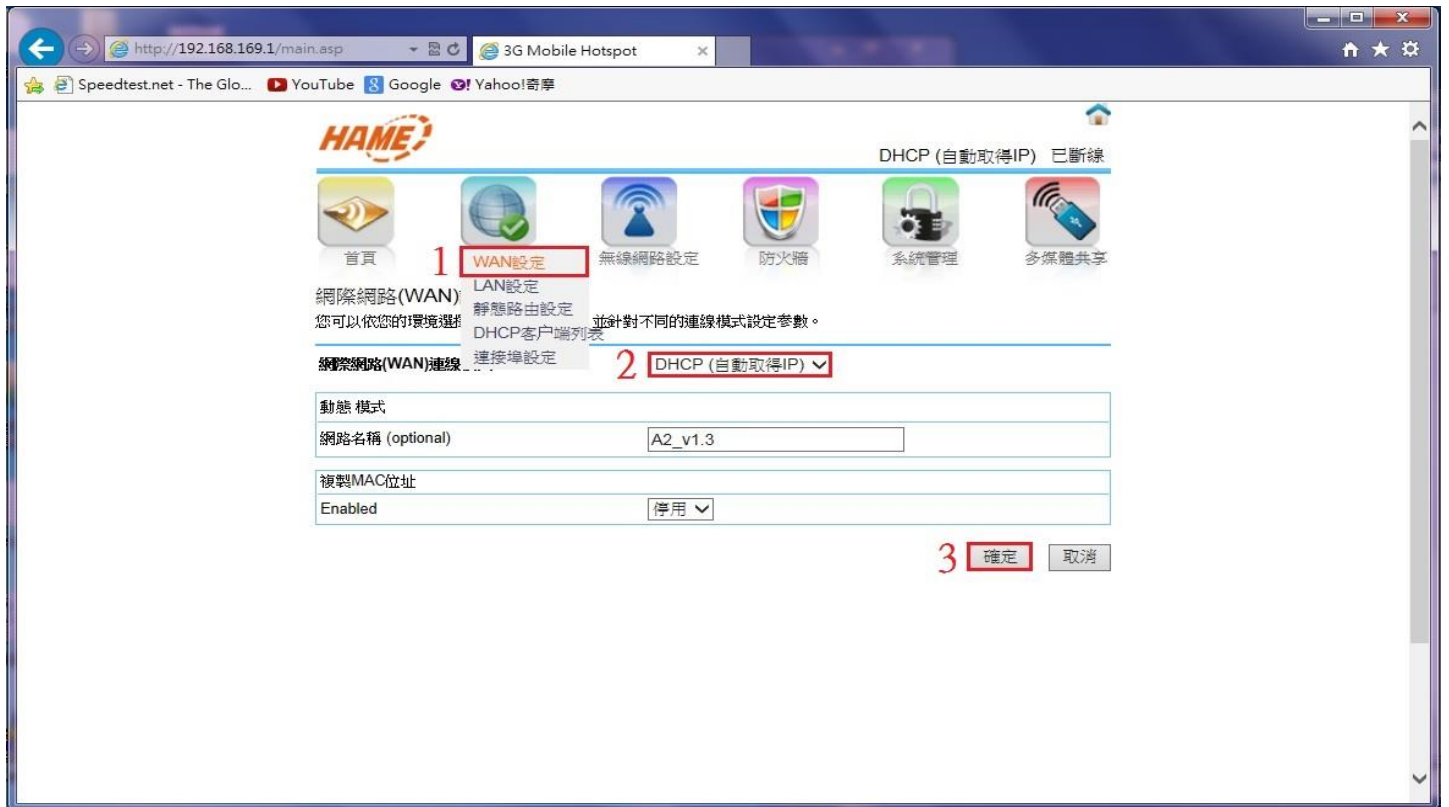 http://192.168.169.1/main.asp
3G Mobile Hotspot
Speedtest.net - The Glo...
YouTube
Google
Yahoo!奇摩
HAME
DHCP (自動取得IP) 已斷線
首頁
無線網路設定
防火牆
系統管理
多媒體共享
1
WAN設定
LAN設定
靜態路由設定
DHCP客户端列表
連接埠設定
網際網路(WAN)
您可以依您的環境選擇 並針對不同的連線模式設定參數。
網際網路(WAN)連線
2
DHCP (自動取得IP)
動態 模式
網路名稱 (optional)
A2_v1.3
複製MAC位址
Enabled
停用
3
確定
取消